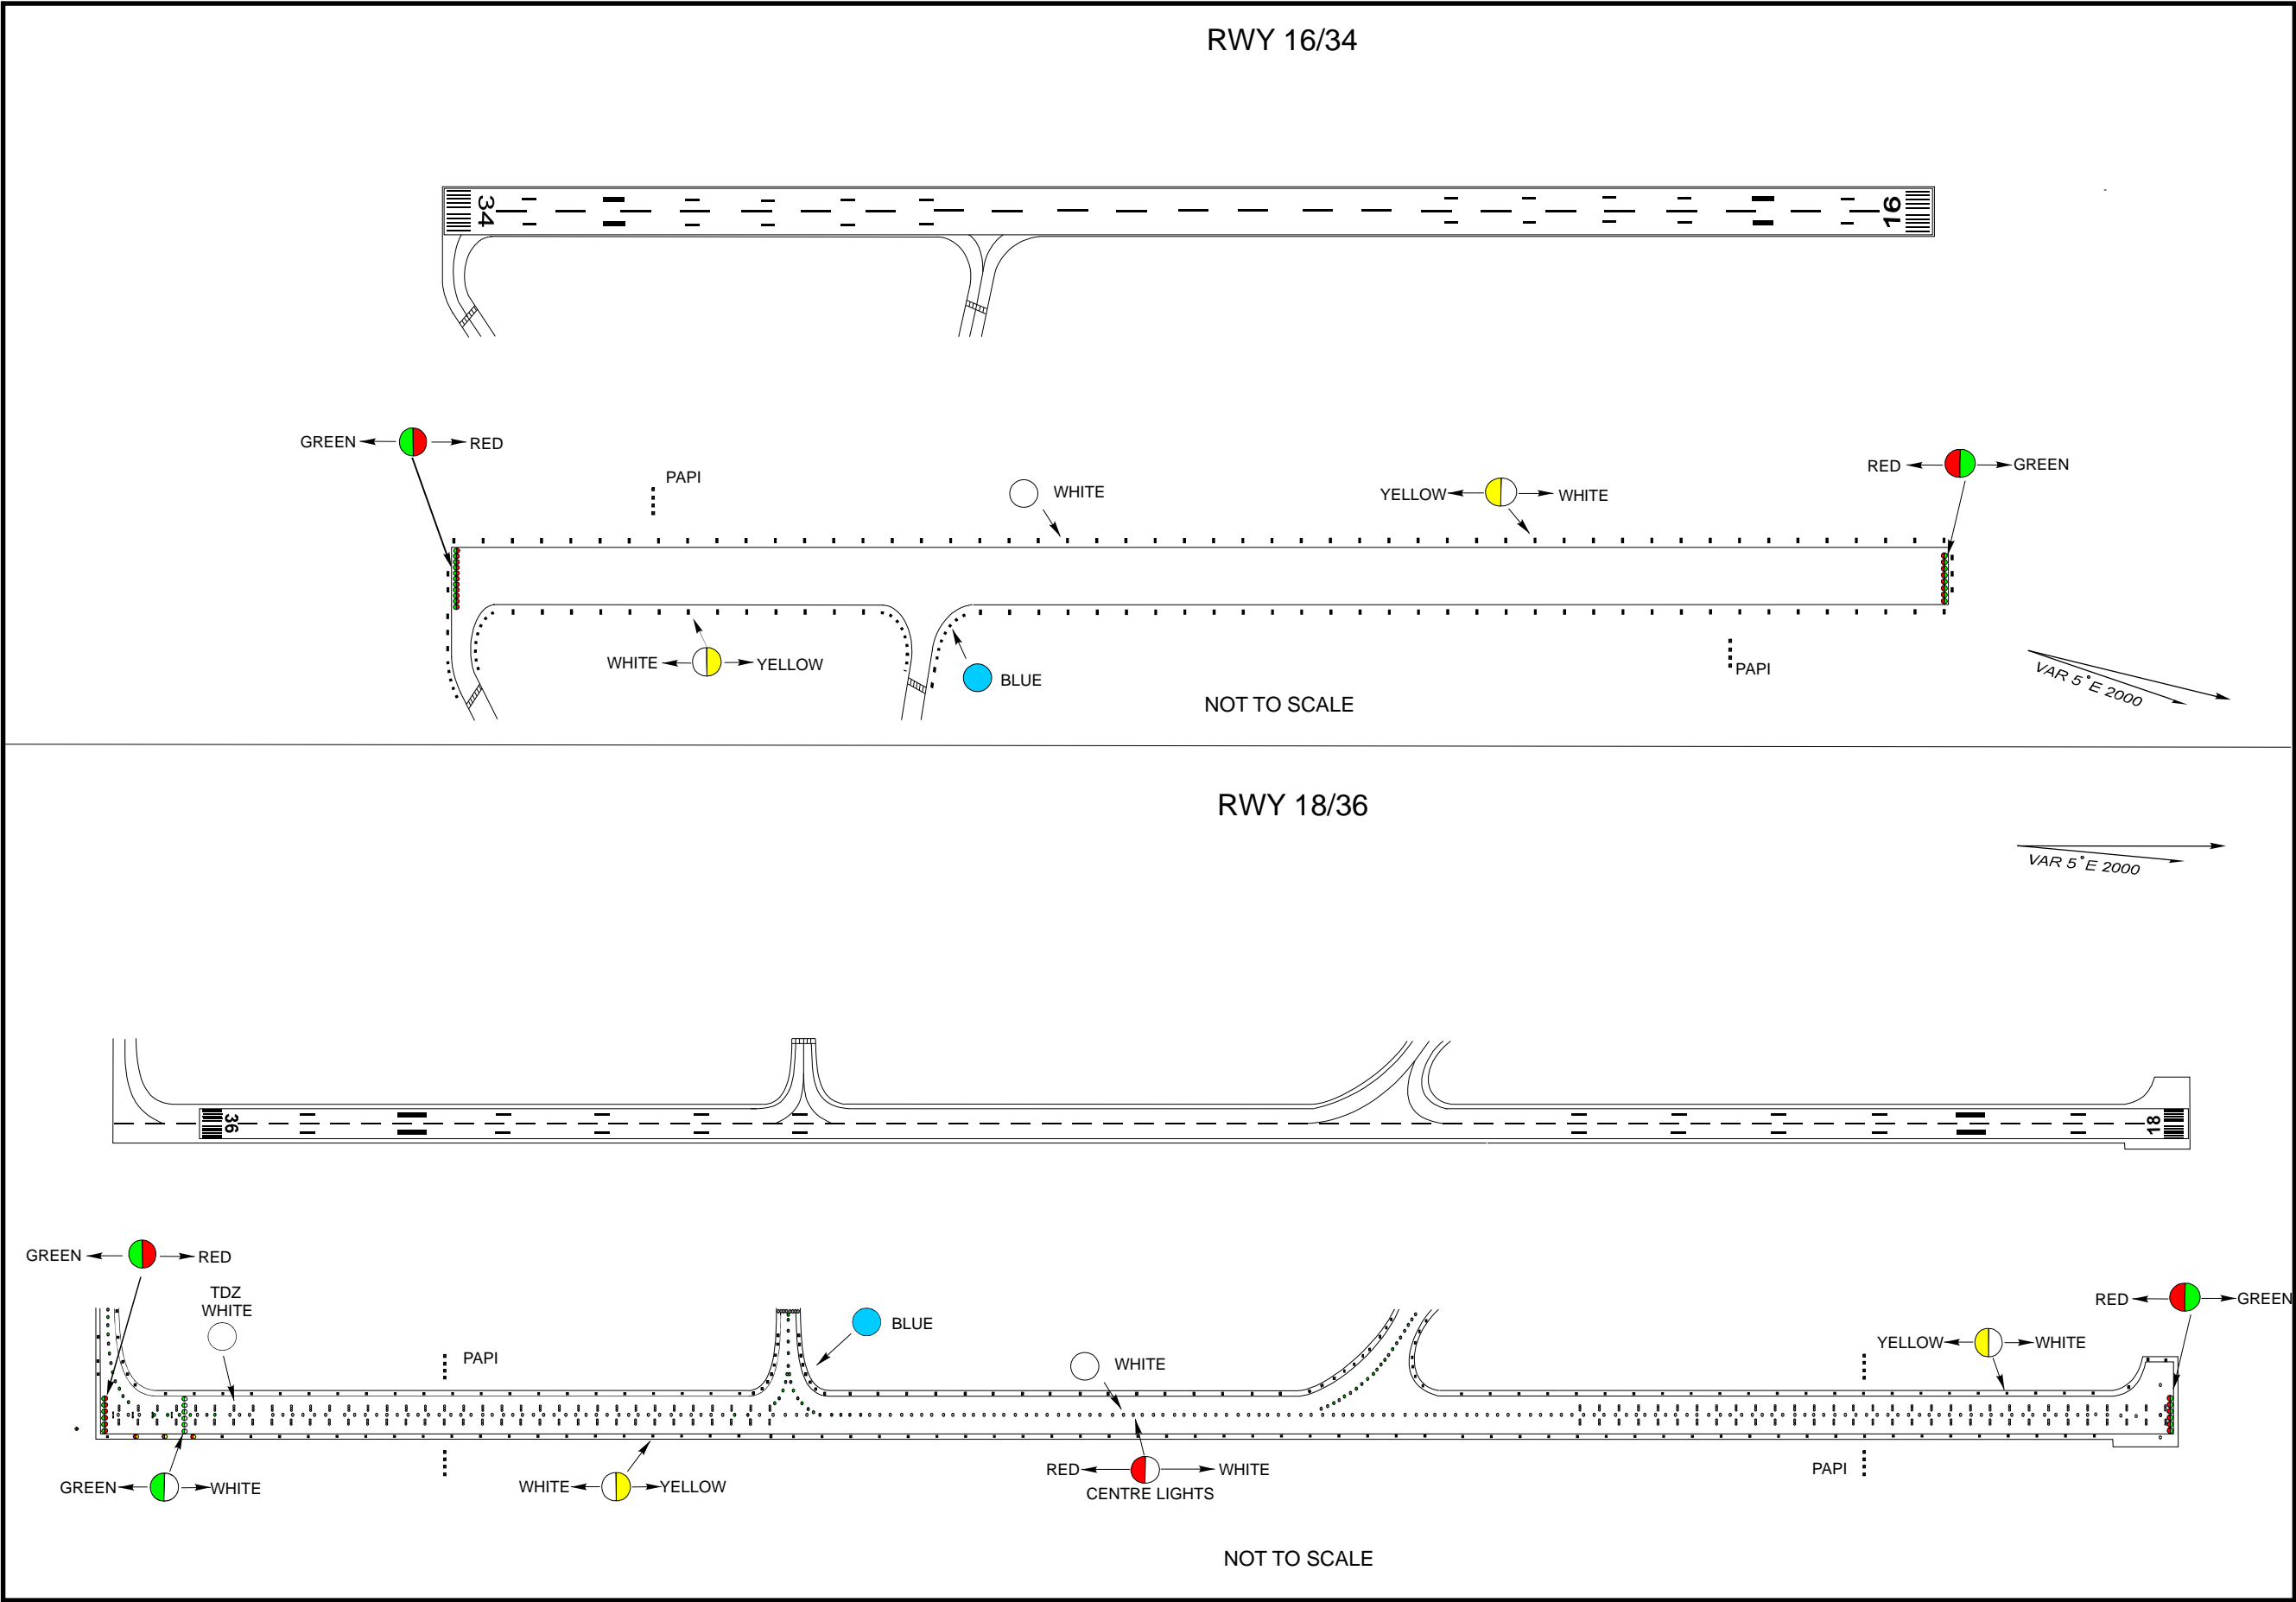 RWY 16/34
34
16
GREEN
RED
PAPI
WHITE
YELLOW
WHITE
RED
GREEN
WHITE
YELLOW
BLUE
PAPI
VAR 5°E 2000
NOT TO SCALE
RWY 18/36
VAR 5°E 2000
36
18
GREEN
RED
TDZ
WHITE
PAPI
BLUE
WHITE
YELLOW
WHITE
RED
GREEN
GREEN
WHITE
WHITE
YELLOW
RED
WHITE
CENTRE LIGHTS
PAPI
NOT TO SCALE